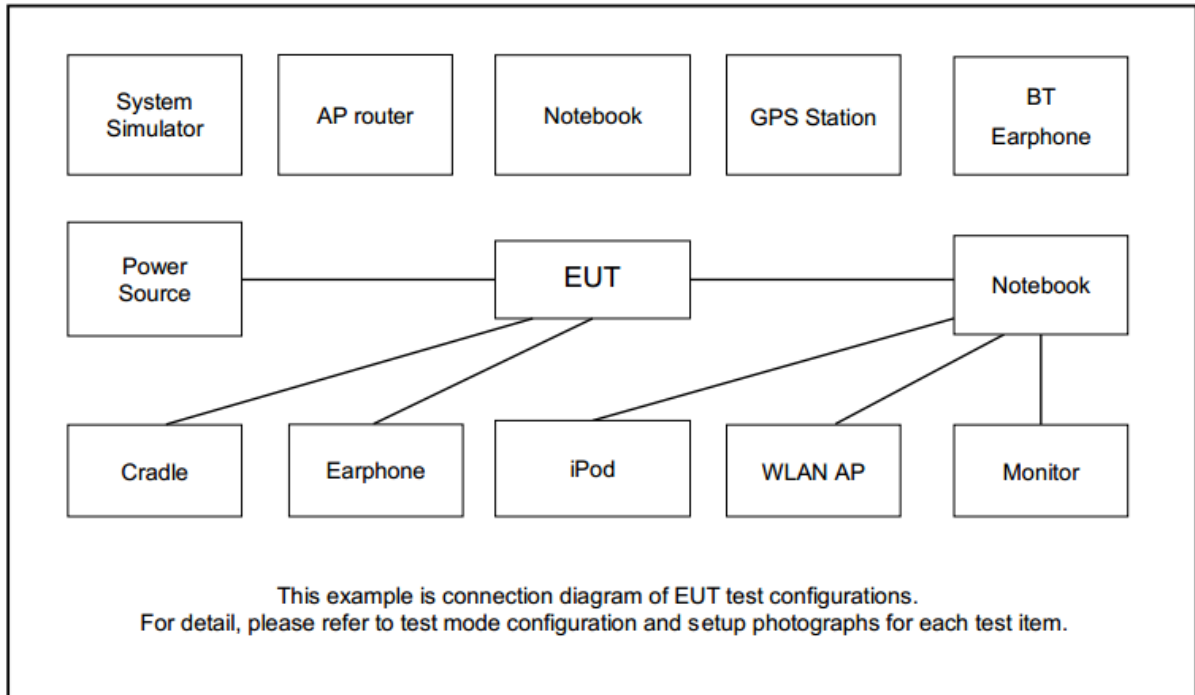 System
Simulator
AP router
Notebook
GPS Station
BT
Earphone
Power
Source
EUT
Notebook
Cradle
Earphone
iPod
WLAN AP
Monitor
This example is connection diagram of EUT test configurations.
For detail, please refer to test mode configuration and setup photographs for each test item.